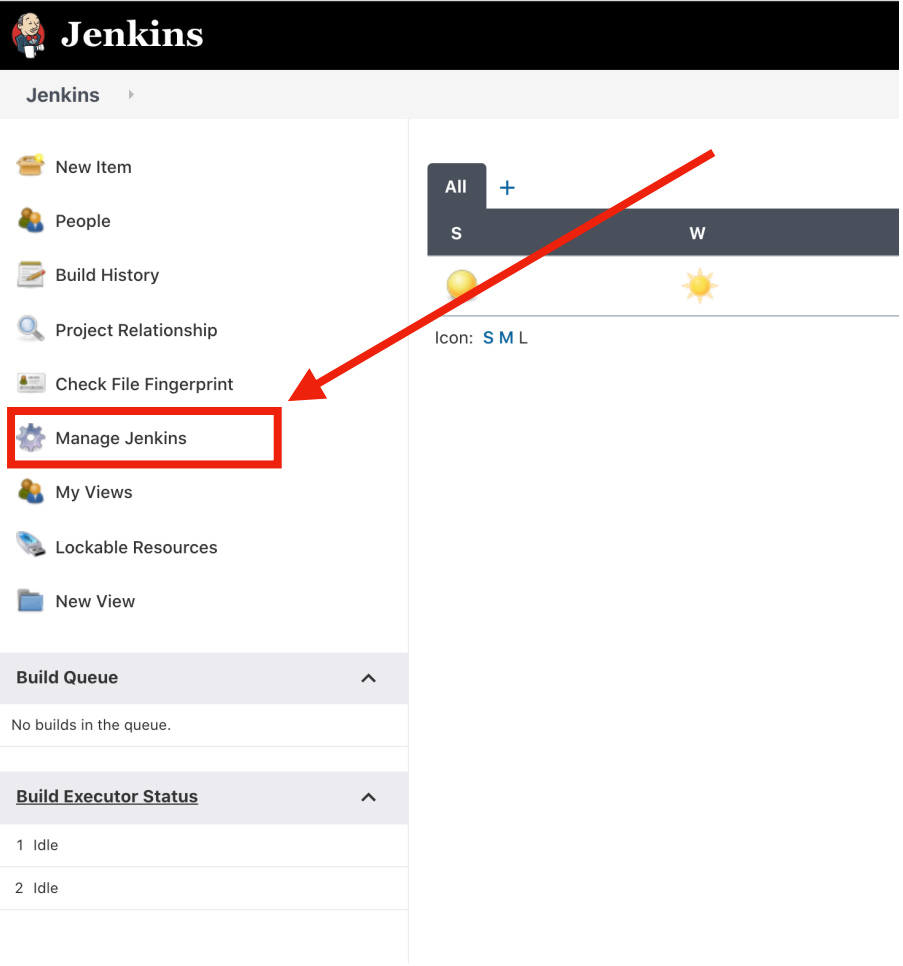 Jenkins
Jenkins
New Item
People
Build History
Project Relationship
Check File Fingerprint
Manage Jenkins
My Views
Lockable Resources
New View
Build Queue
No builds in the queue.
Build Executor Status
1 Idle
2 Idle
All +
S W
Icon: S M L